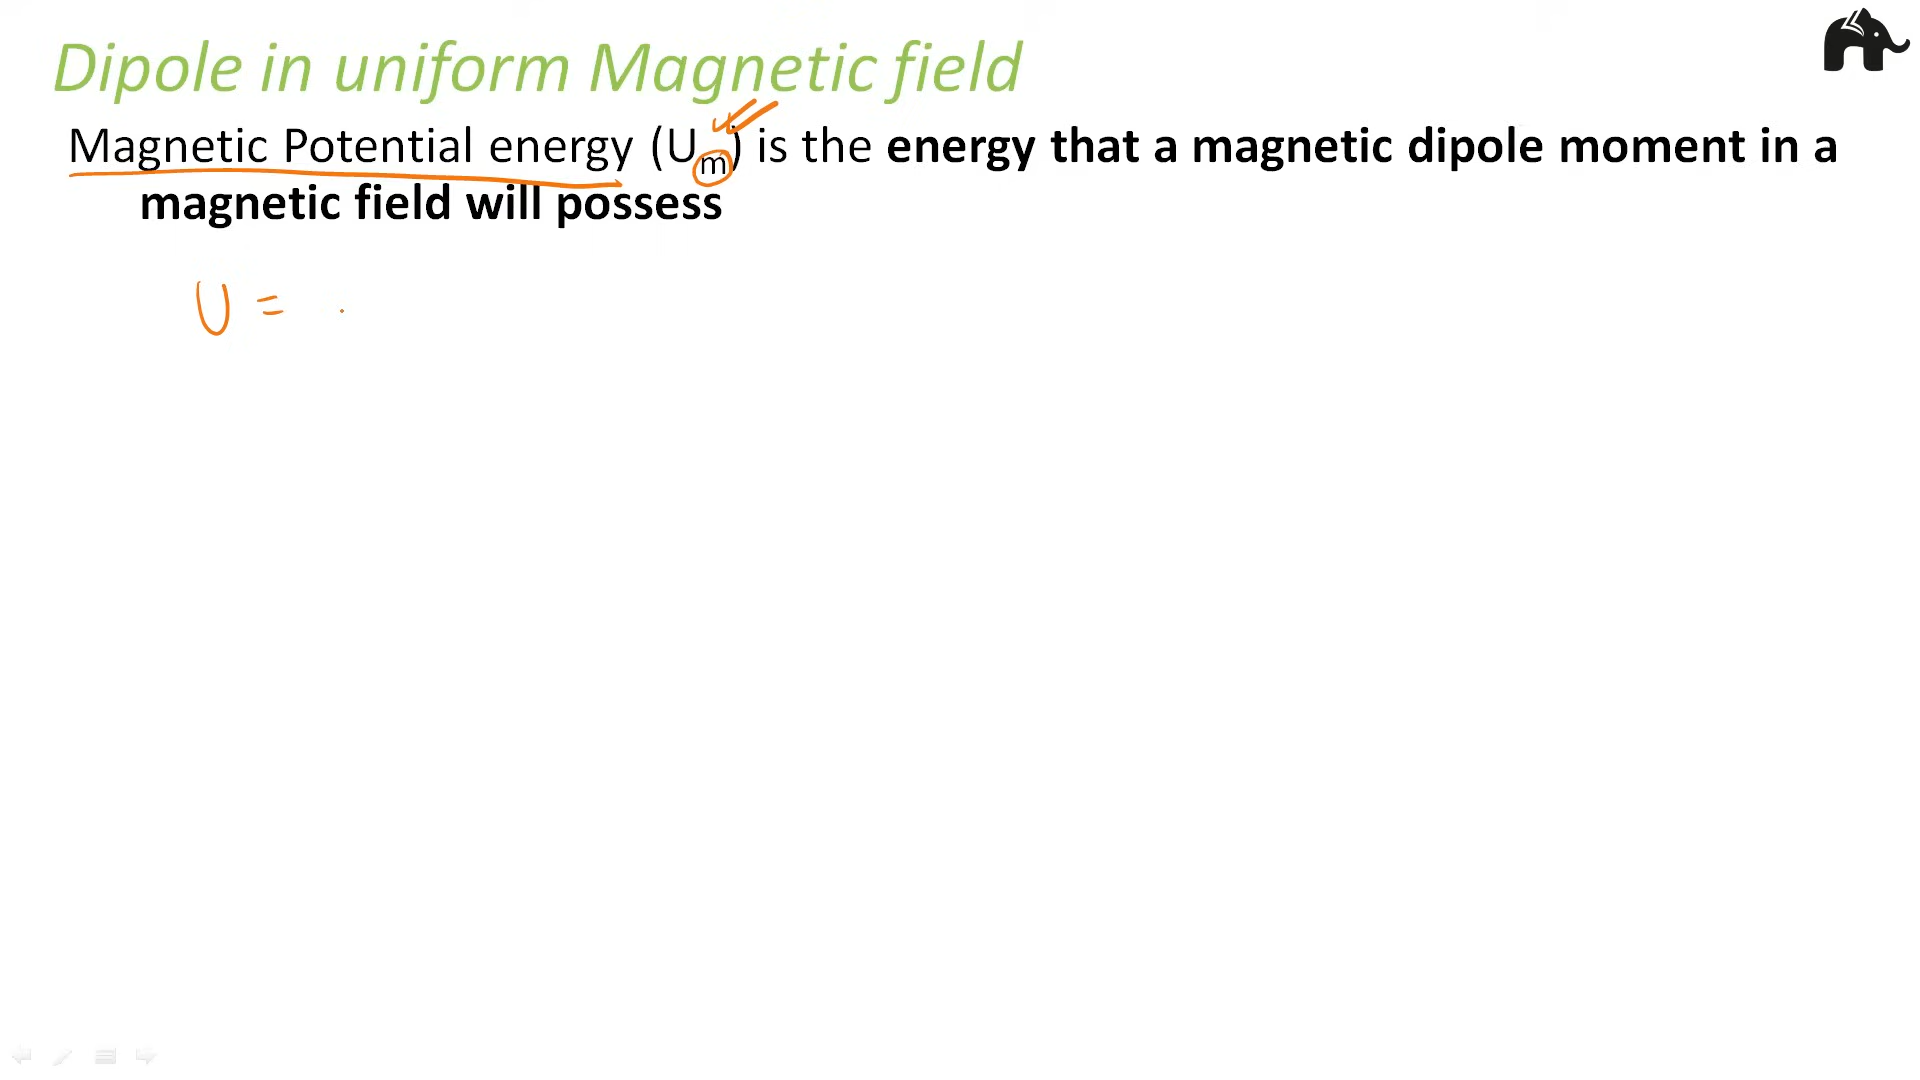 Dipole in uniform Magnetic field
Magnetic Potential energy (Um) is the energy that a magnetic dipole moment in a
magnetic field will possess
U =